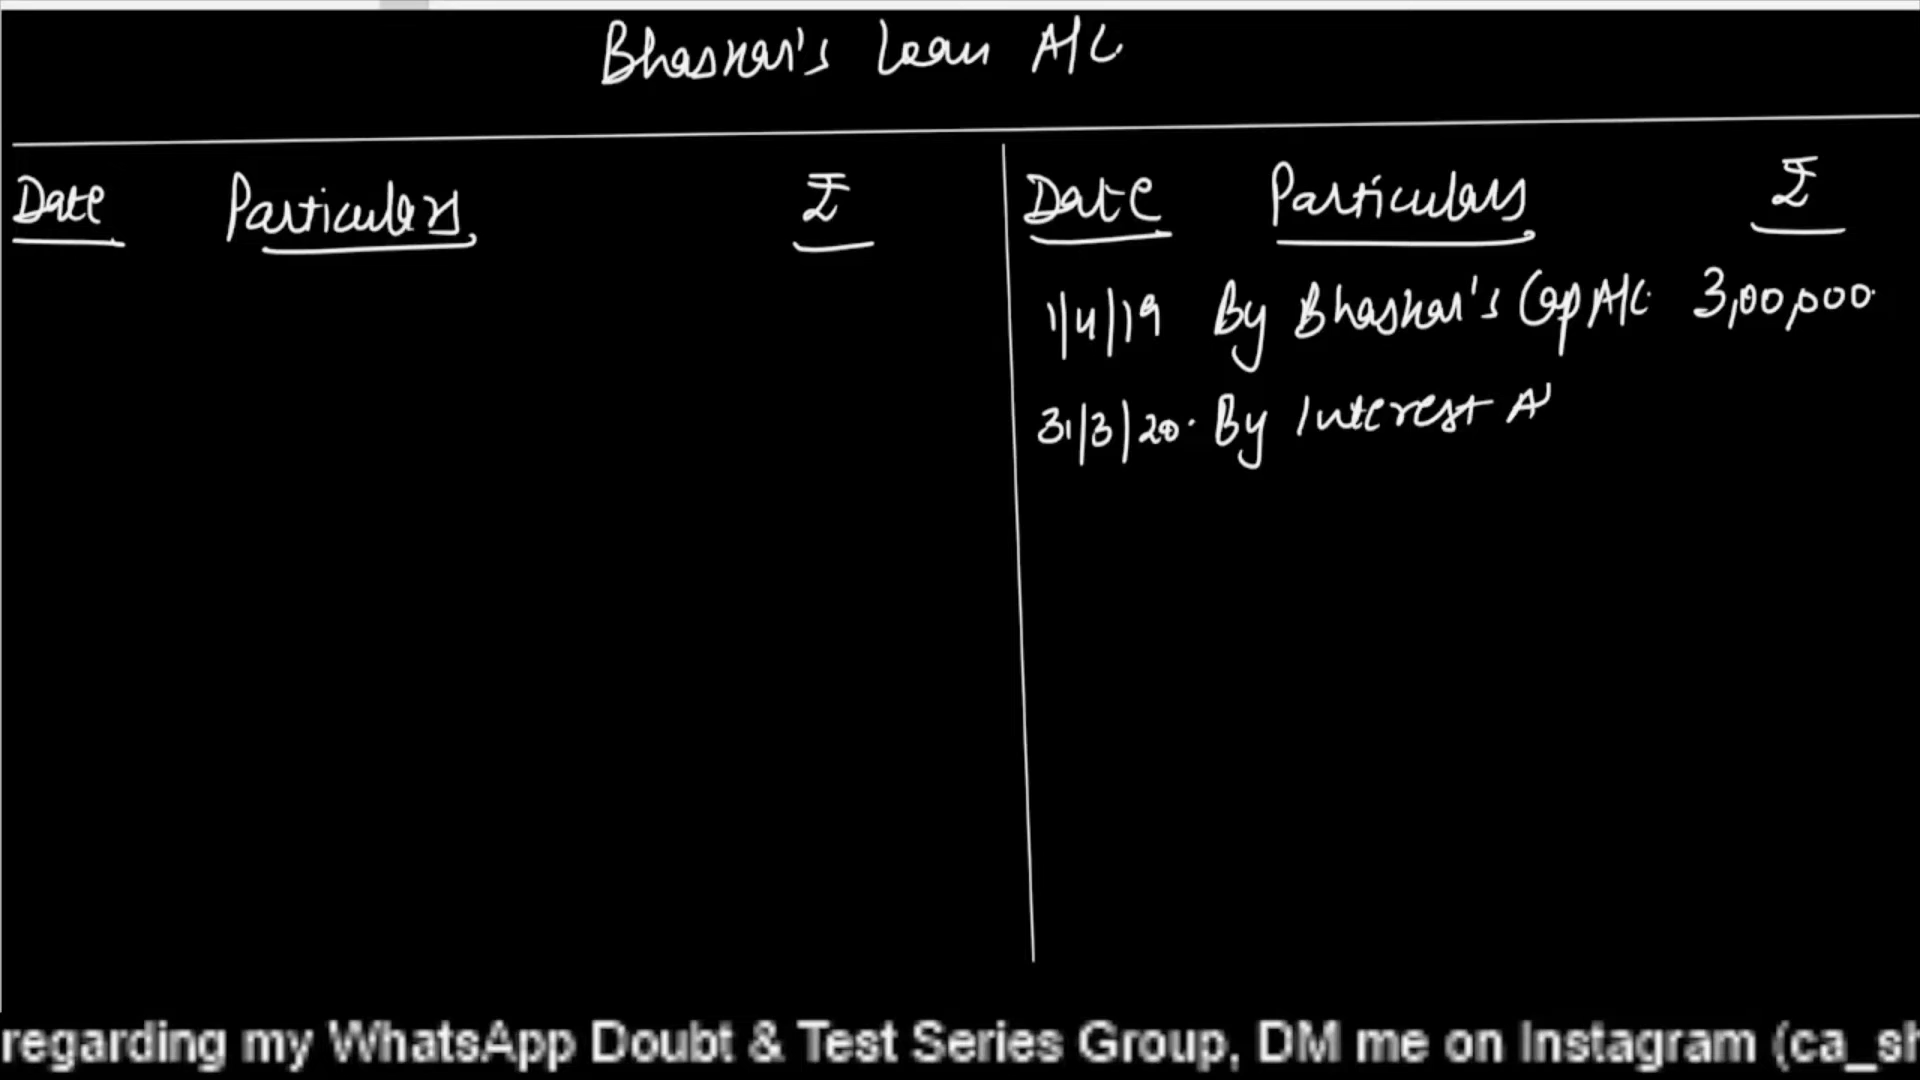 Bhaskar's Loan A/C
Date Particulars ₹ Date Particulars ₹
1/4/19 By Bhaskar's Cap A/C 3,00,000
31/3/20 By Interest A
regarding my WhatsApp Doubt & Test Series Group, DM me on Instagram (ca_sh